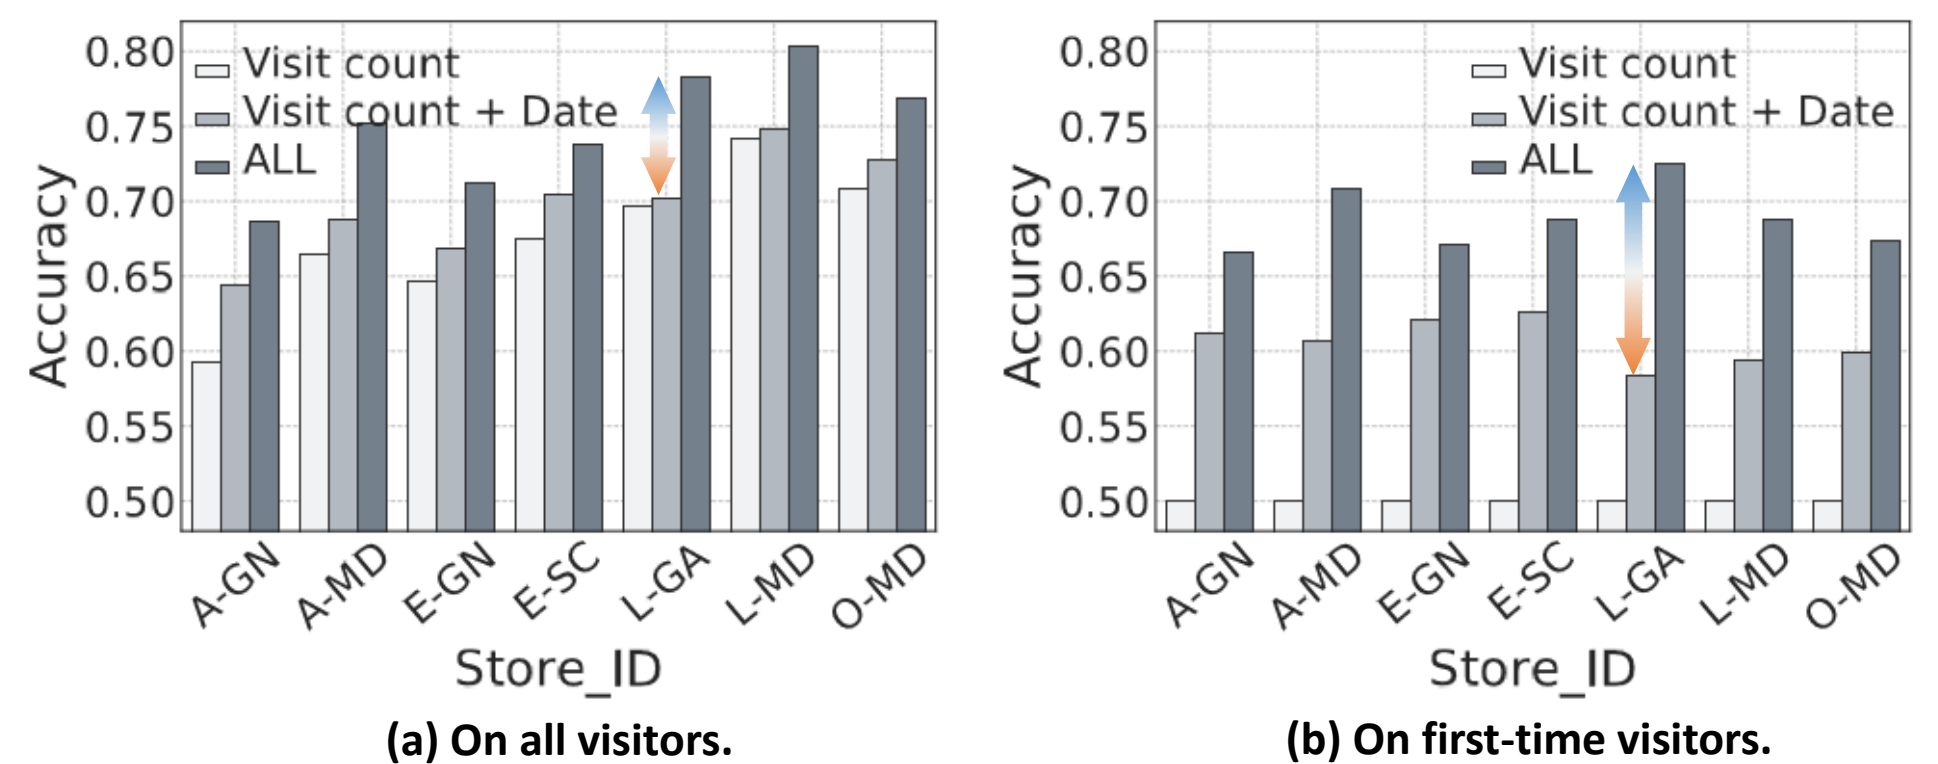 0.80
0.75
0.70
0.65
0.60
0.55
0.50
Accuracy
Visit count
Visit count + Date
ALL
A-GN
A-MD
E-GN
E-SC
L-GA
L-MD
O-MD
Store_ID
(a) On all visitors.
0.80
0.75
0.70
0.65
0.60
0.55
0.50
Accuracy
Visit count
Visit count + Date
ALL
A-GN
A-MD
E-GN
E-SC
L-GA
L-MD
O-MD
Store_ID
(b) On first-time visitors.